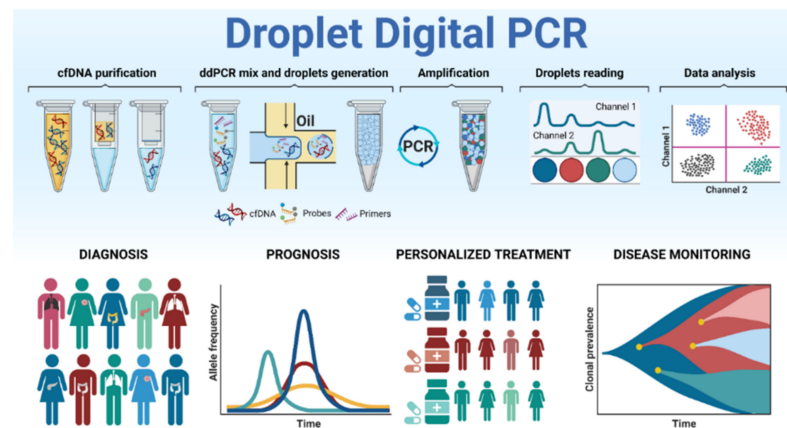 Droplet Digital PCR
cfDNA purification
ddPCR mix and droplets generation
Amplification
Droplets reading
Data analysis
Oil
PCR
Channel 1
Channel 2
Channel 1
Channel 2
cfDNA
Probes
Primers
DIAGNOSIS
PROGNOSIS
PERSONALIZED TREATMENT
DISEASE MONITORING
Allele frequency
Time
Clonal prevalence
Time